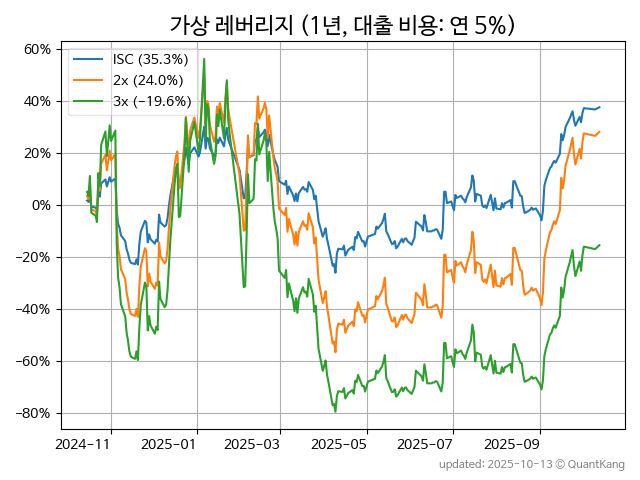 가상 레버리지 (1년, 대출 비용: 연 5%)
60%
40%
20%
0%
−20%
−40%
−60%
−80%
ISC (35.3%)
2x (24.0%)
3x (−19.6%)
2024-11
2025-01
2025-03
2025-05
2025-07
2025-09
updated: 2025-10-13 ⓒ QuantKang